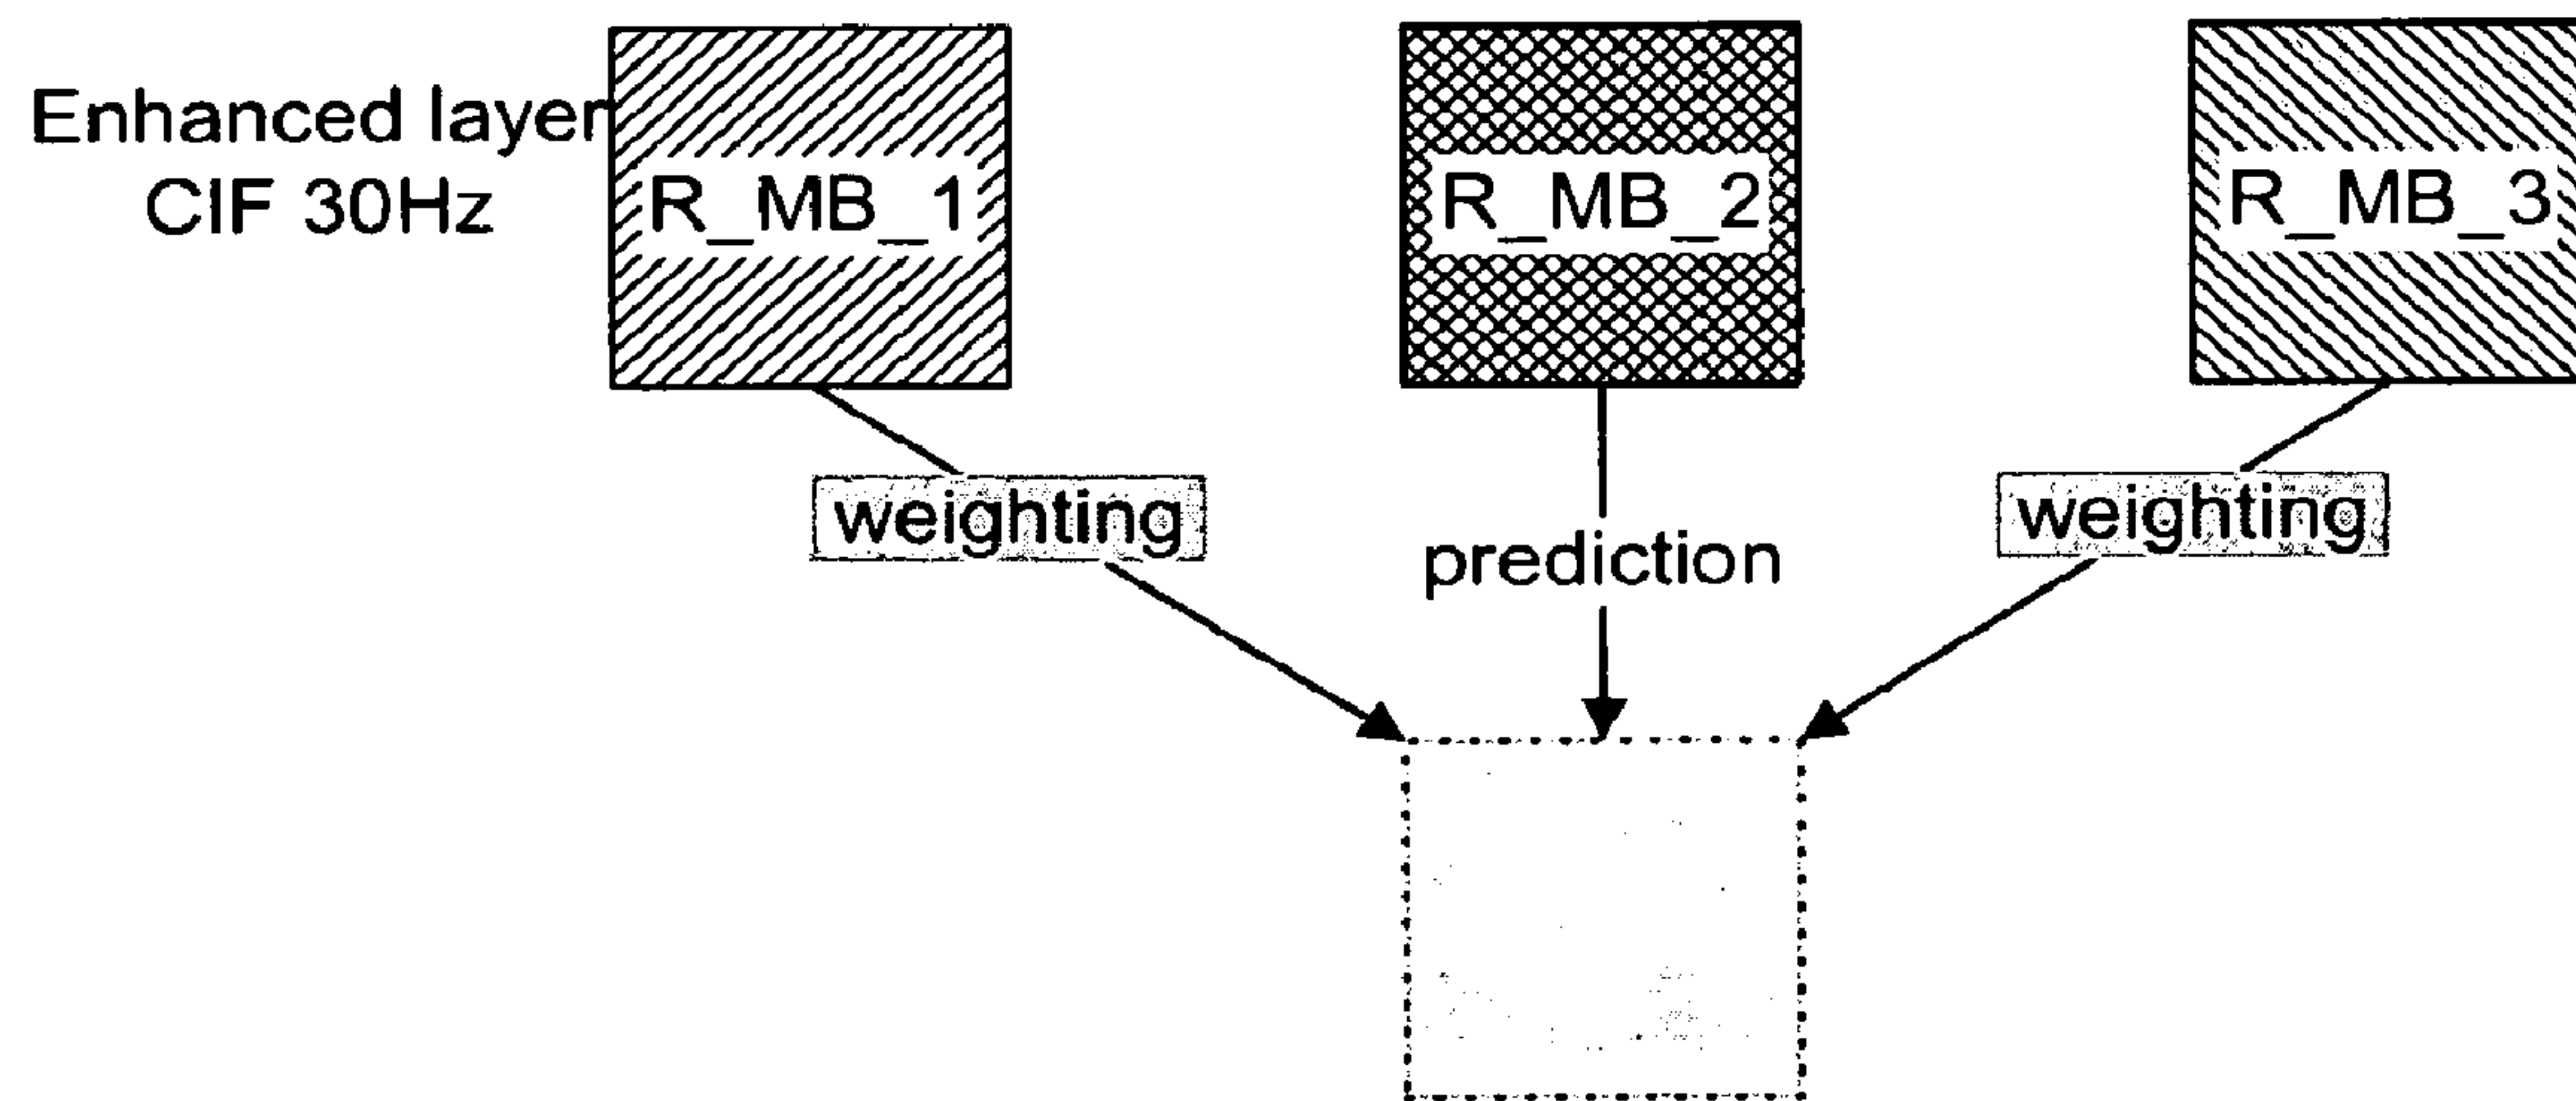 Enhanced layer
CIF 30Hz
R_MB_1
R_MB_2
R_MB_3
weighting
prediction
weighting